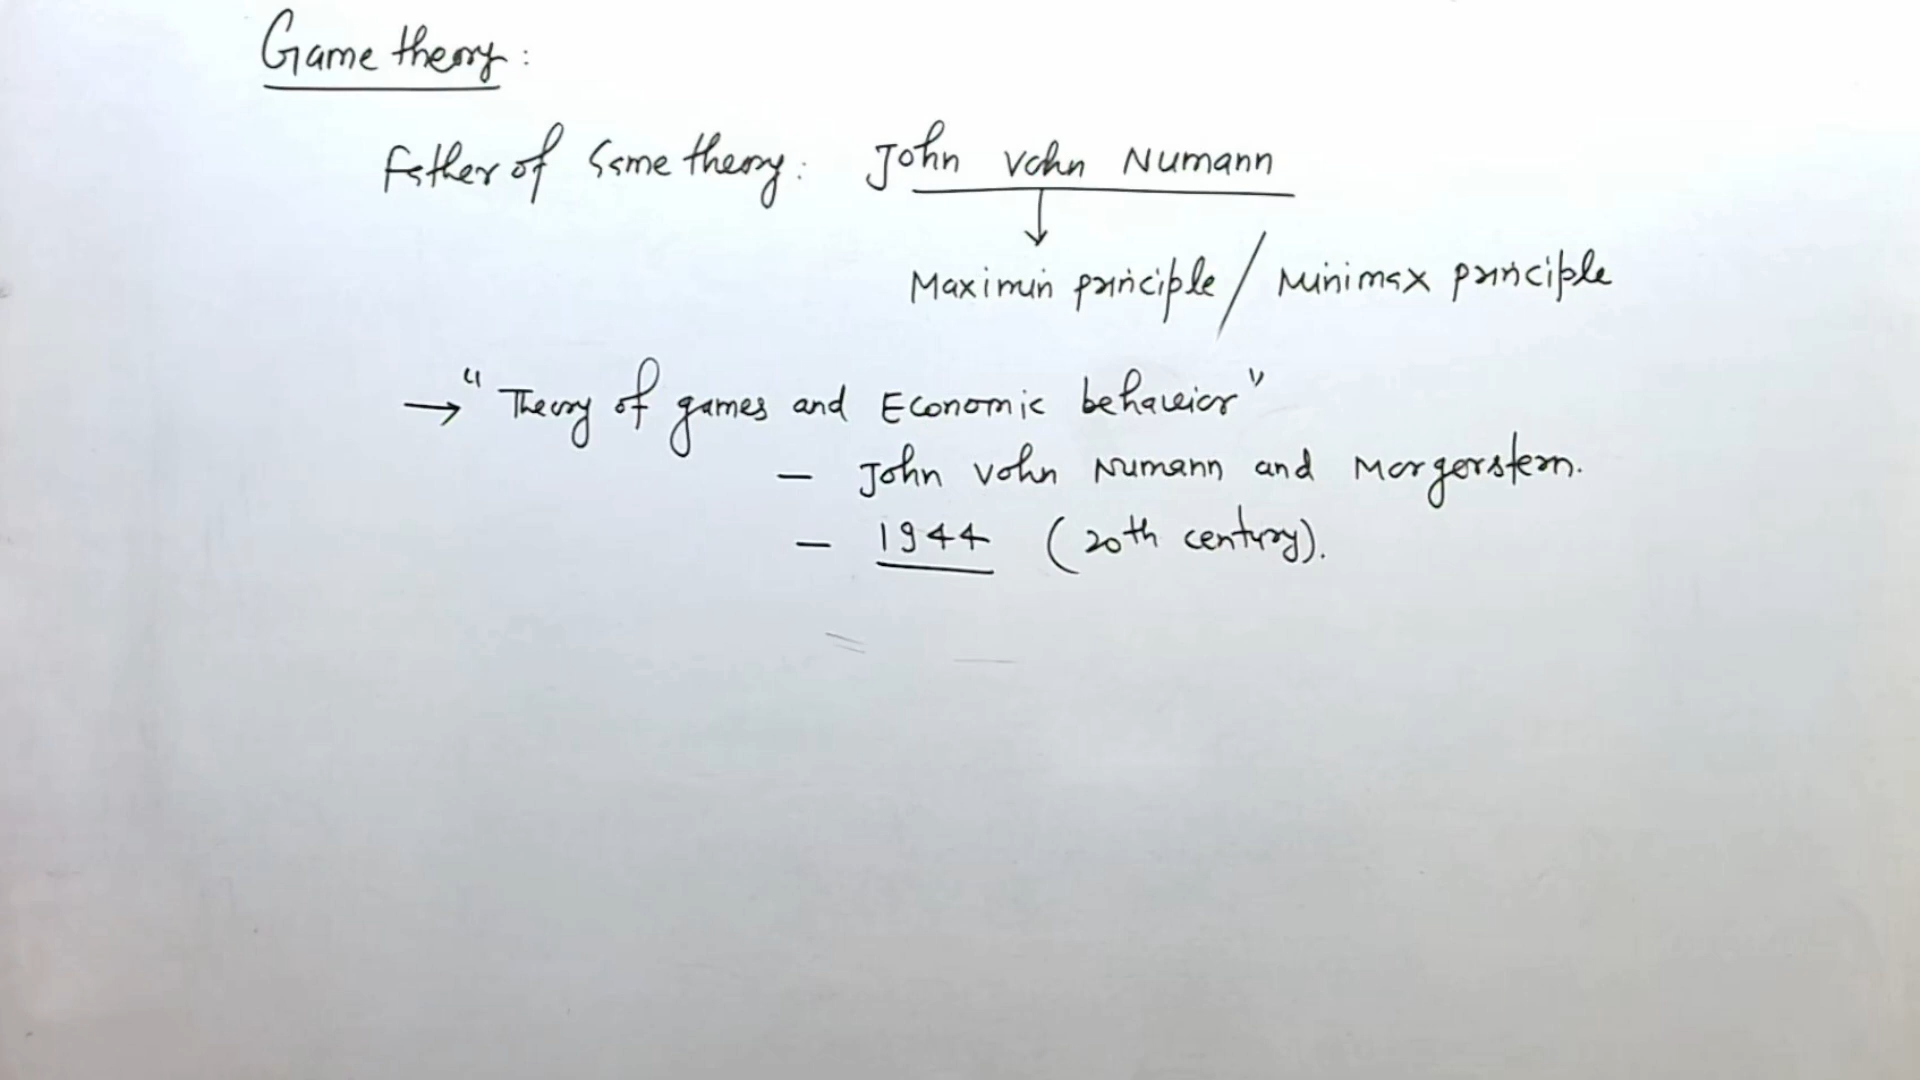 Game theory:
Father of Game theory: John Vohn Numann
Maximin principle / Minimax principle
→ "Theory of games and Economic behavior"
- John Vohn Numann and Morgerstern.
- 1944 (20th century).